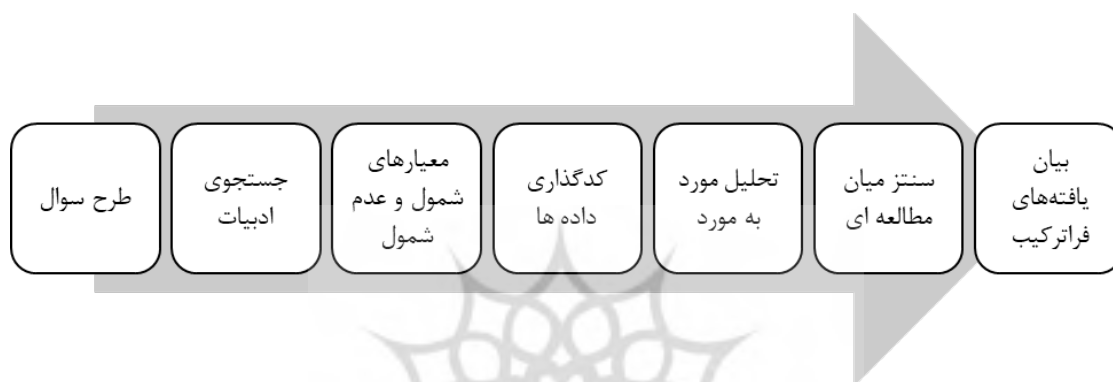 طرح سوال
جستجوی
ادبیات
معیارهای
شمول و عدم
شمول
کدگذاری
داده ها
تحلیل مورد
به مورد
سنتز میان
مطالعه ای
بیان
یافته‌های
فراترکیب